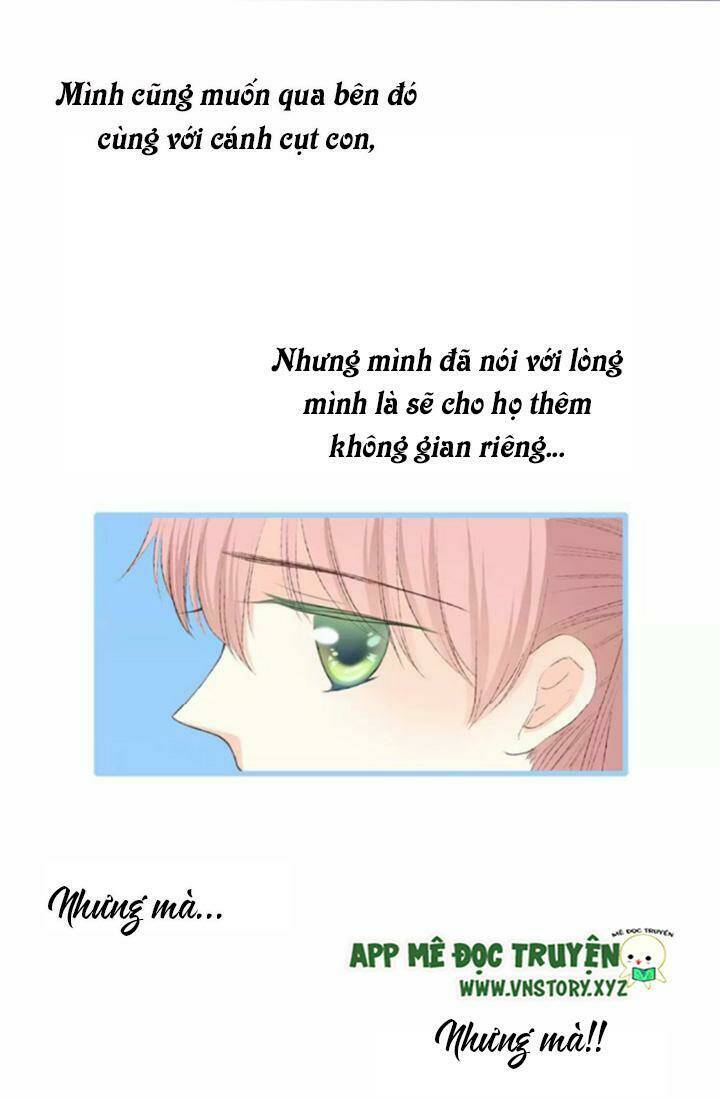 Mình cũng muốn qua bên đó
cùng với cánh cụt con,
Nhưng mình đã nói với lòng
mình là sẽ cho họ thêm
không gian riêng...
Nhưng mà...
MÊ ĐỌC TRUYỆN
APP MÊ ĐỌC TRUYỆN
WWW.VNSTORY.XYZ
Nhưng mà!!